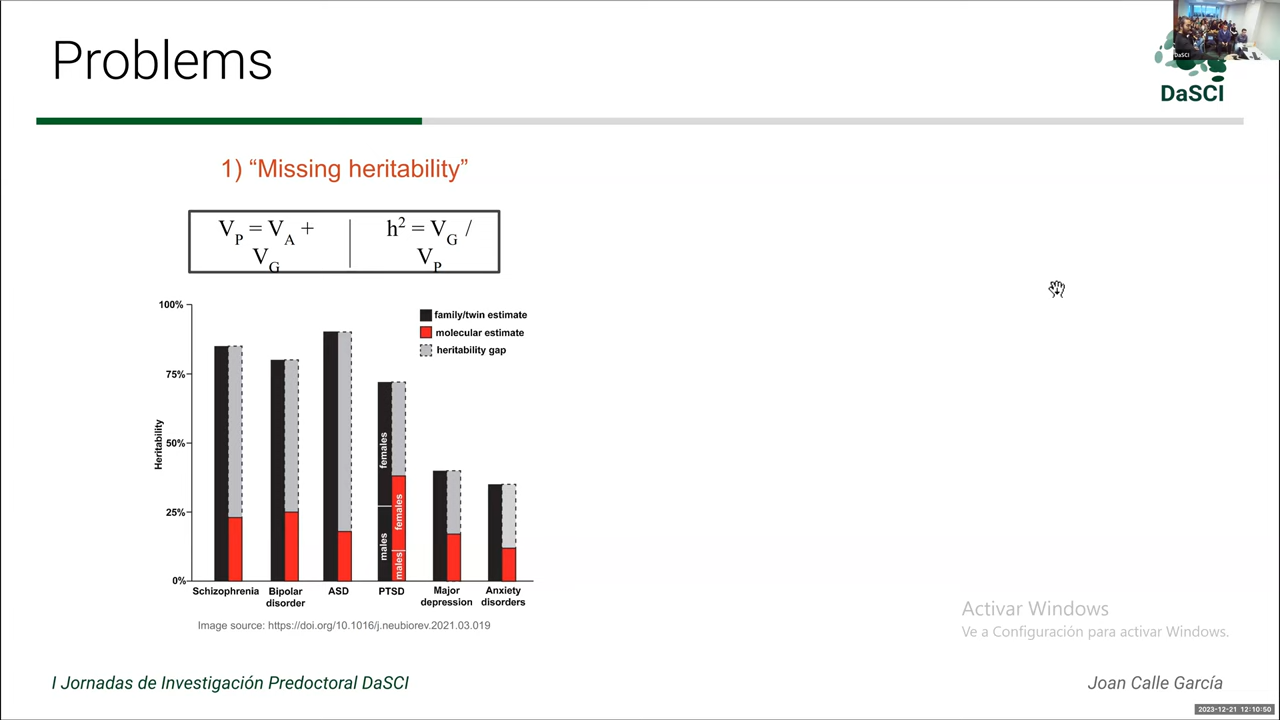 Problems
DaSCI
DaSCI
1) “Missing heritability”
V_P = V_A +
V_G
h² = V_G /
V_P
100%
75%
50%
25%
0%
Heritability
family/twin estimate
molecular estimate
heritability gap
females
males
females
males
Schizophrenia
Bipolar
disorder
ASD
PTSD
Major
depression
Anxiety
disorders
Image source: https://doi.org/10.1016/j.neubiorev.2021.03.019
Activar Windows
Ve a Configuración para activar Windows.
I Jornadas de Investigación Predoctoral DaSCI
Joan Calle García
2023-12-21 12:10:50